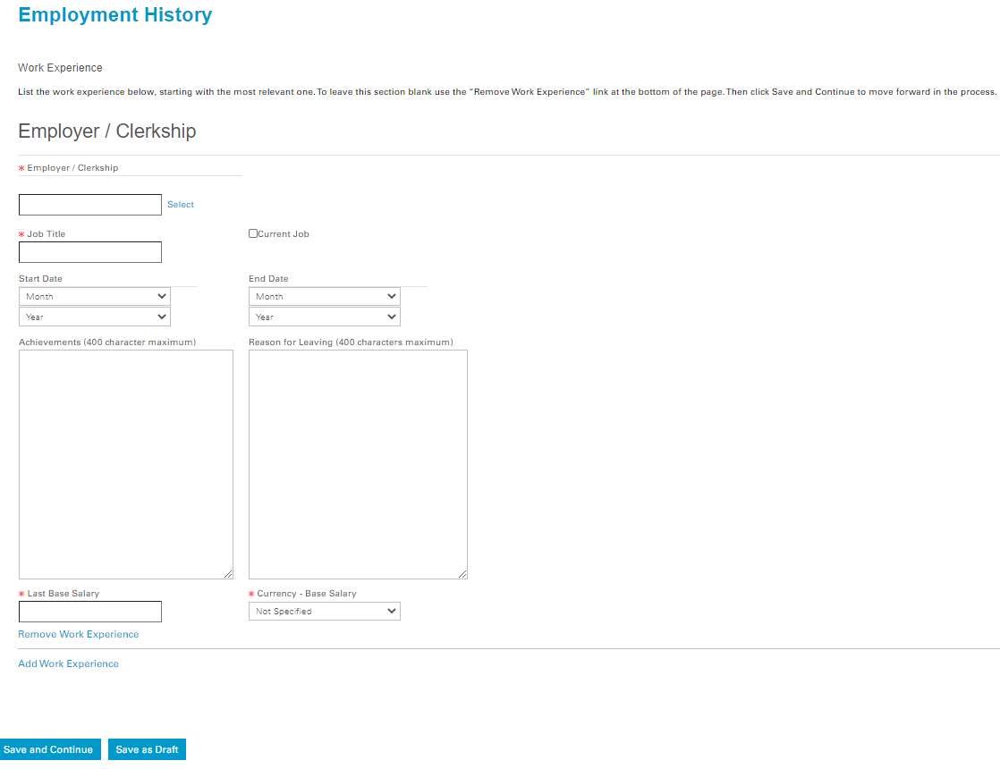 Employment History
Work Experience
List the work experience below, starting with the most relevant one. To leave this section blank use the “Remove Work Experience” link at the bottom of the page. Then click Save and Continue to move forward in the process.
Employer / Clerkship
* Employer / Clerkship
Select
* Job Title
Current Job
Start Date
End Date
Month
Month
Year
Year
Achievements (400 character maximum)
Reason for Leaving (400 characters maximum)
* Last Base Salary
* Currency - Base Salary
Not Specified
Remove Work Experience
Add Work Experience
Save and Continue
Save as Draft